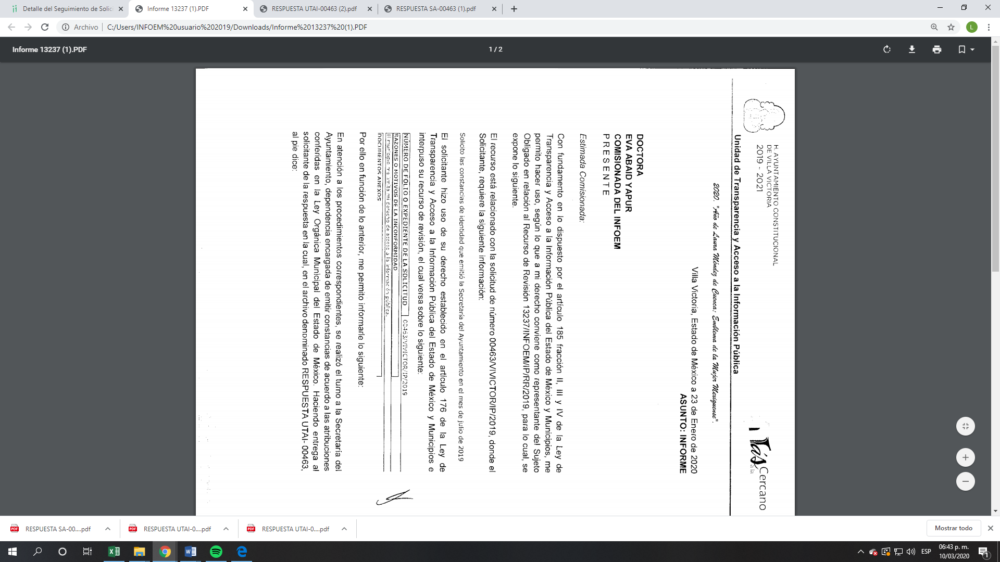 Detalle del Seguimiento de Solici
Informe 13237 (1).PDF
RESPUESTA UTAI-00463 (2).pdf
RESPUESTA SA-00463 (1).pdf
Archivo
C:/Users/INFOEM%20usuario%202019/Downloads/Informe%2013237%20(1).PDF
L
Informe 13237 (1).PDF
1 / 2
H. AYUNTAMIENTO CONSTITUCIONAL
DE VILLA VICTORIA
2019 - 2021
Cercano
a la
Unidad de Transparencia y Acceso a la Información Pública
2020. "Año de Laura Méndez de Cuenca; Emblema de la Mujer Mexiquense".
Villa Victoria, Estado de México a 23 de Enero de 2020
ASUNTO: INFORME
DOCTORA
EVA ABAID YAPUR
COMISIONADA DEL INFOEM
P R E S E N T E
Estimada Comisionada:
Con fundamento en lo dispuesto por el artículo 185 fracción II, III y IV de la Ley de
Transparencia y Acceso a la Información Pública del Estado de México y Municipios, me
permito hacer uso, según lo que a mi derecho conviene como representante del Sujeto
Obligado en relación al Recurso de Revisión 13237/INFOEM/IP/RR/2019, para lo cual, se
expone lo siguiente.
El recurso está relacionado con la solicitud de número 00463/VIVICTOR/IP/2019, donde el
Solicitante, requiere la siguiente información:
Solicito las constancias de identidad que emitió la Secretaría del Ayuntamiento en el mes de julio de 2019
El solicitante hizo uso de su derecho establecido en el artículo 176 de la Ley de
Transparencia y Acceso a la Información Pública del Estado de México y Municipios e
interpuso su recurso de revisión, el cual versa sobre lo siguiente:
NÚMERO DE FOLIO O EXPEDIENTE DE LA SOLICITUD 00463/VIVICTOR/IP/2019
RAZONES O MOTIVOS DE LA INCONFORMIDAD
El municipio me limita mi derecho de acceso a la información pública.
DOCUMENTOS ANEXOS
Por ello en función de lo anterior, me permito informarle lo siguiente:
En atención a los procedimientos correspondientes, se realizó el turno a la Secretaría del
Ayuntamiento, dependencia encargada de emitir constancias de acuerdo a las atribuciones
conferidas en la Ley Orgánica Municipal del Estado de México. Haciendo entrega al
solicitante de la respuesta en la cual, en el archivo denominado RESPUESTA UTAI- 00463,
al pie dice:
RESPUESTA SA-00....pdf
RESPUESTA UTAI-0....pdf
RESPUESTA UTAI-0....pdf
Mostrar todo
ESP
06:43 p. m.
10/03/2020
1